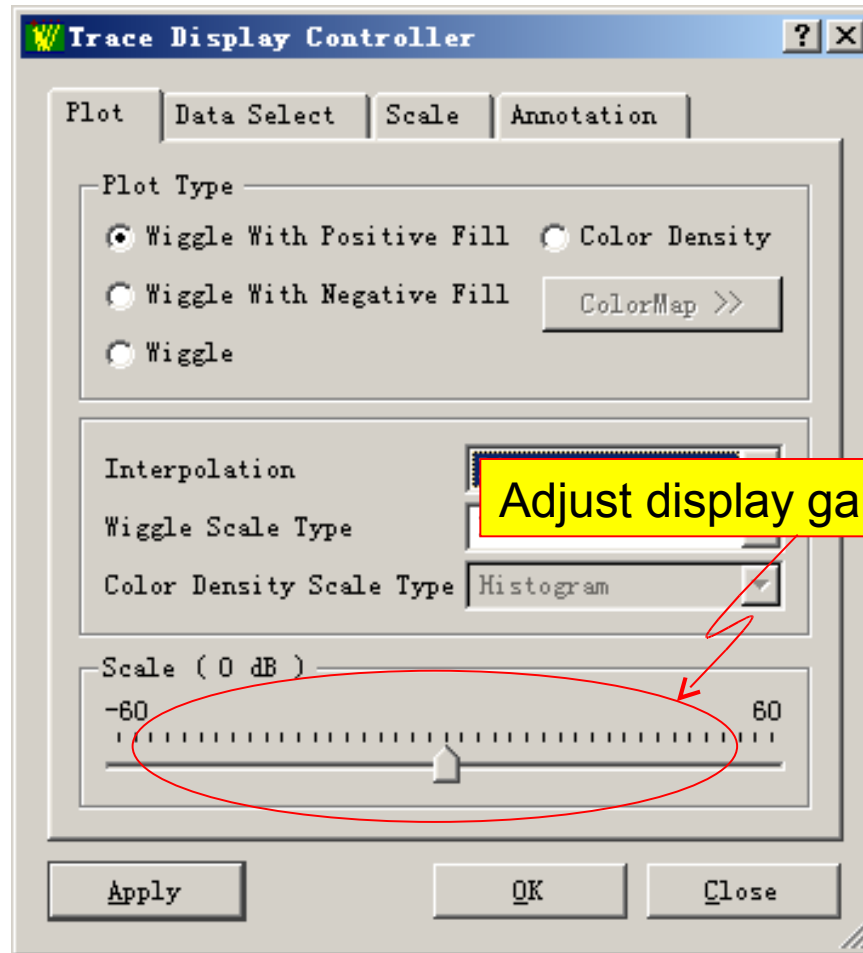 Trace Display Controller
Plot Data Select Scale Annotation
Plot Type
Wiggle With Positive Fill Color Density
Wiggle With Negative Fill ColorMap >>
Wiggle
Interpolation
Adjust display ga
Wiggle Scale Type
Color Density Scale Type Histogram
Scale ( 0 dB )
-60 60
Apply OK Close